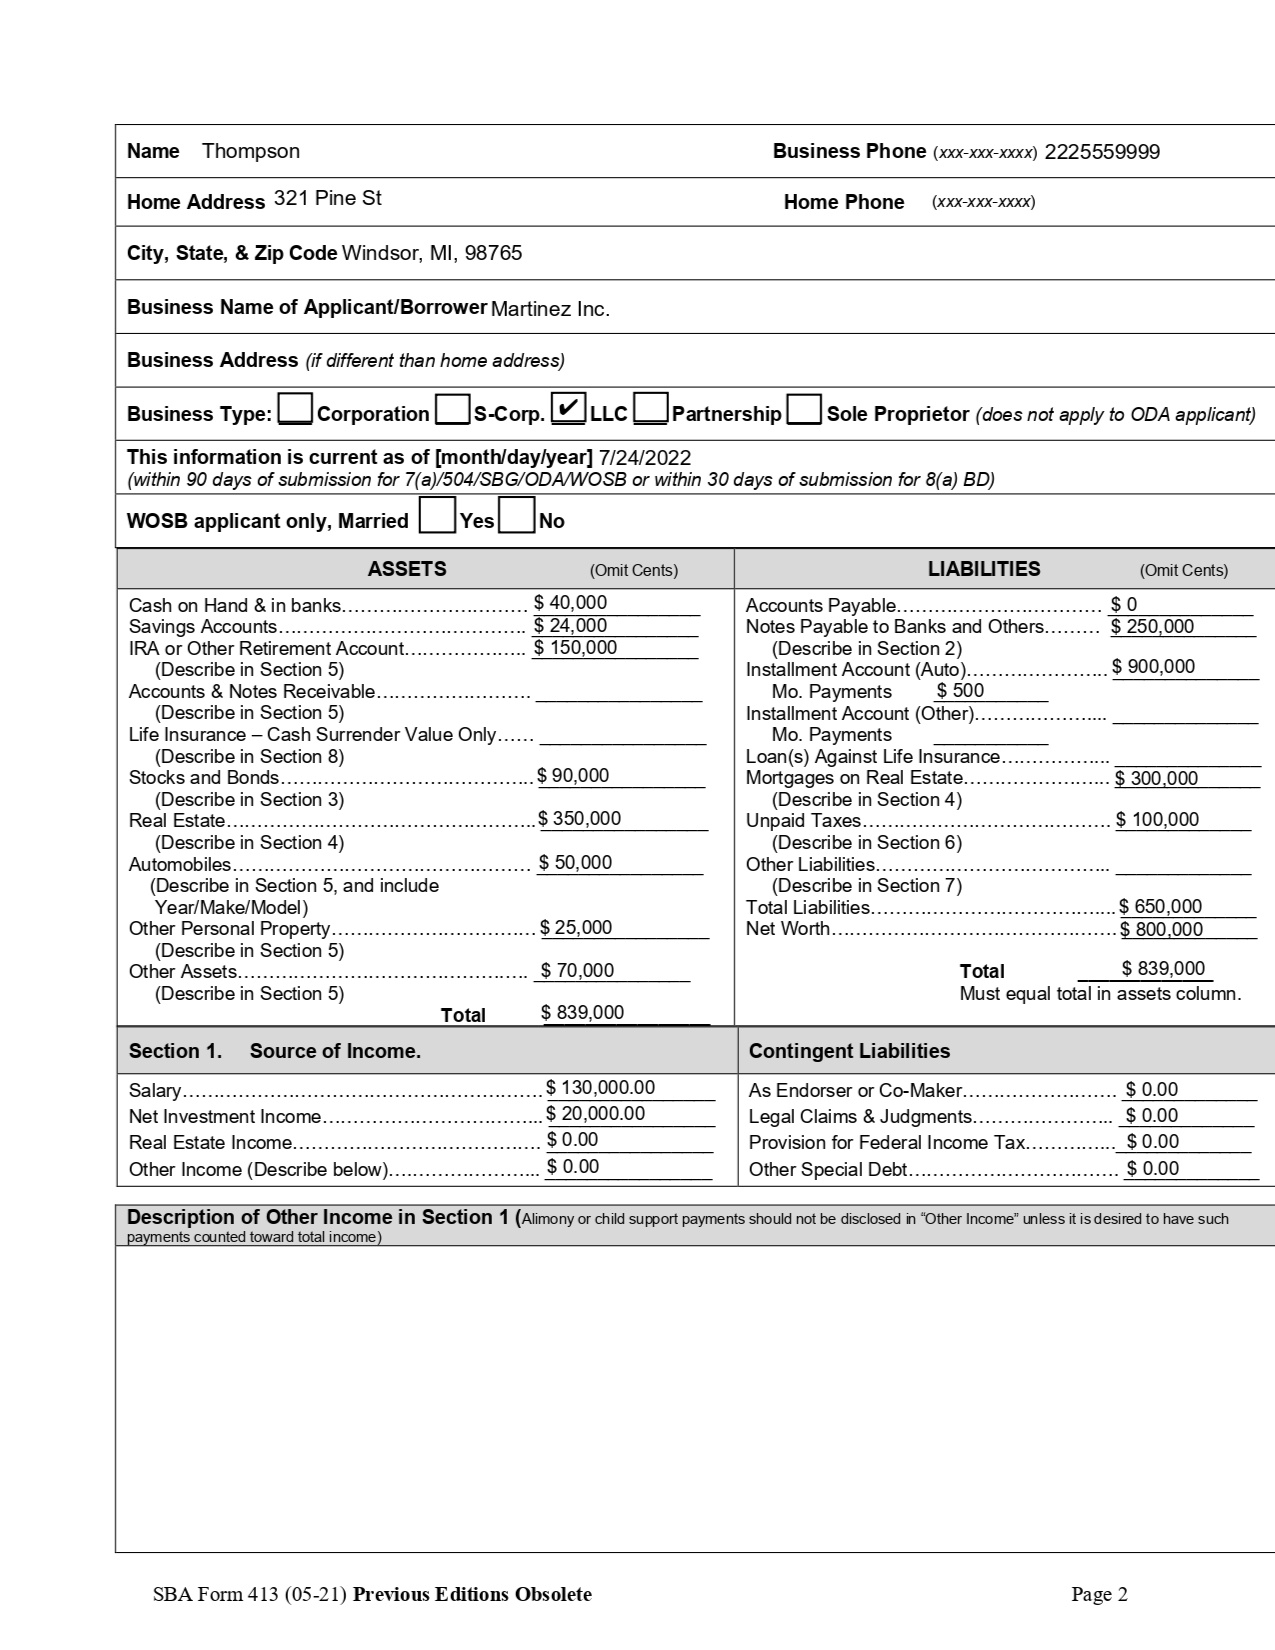 Name Thompson Business Phone (xxx-xxx-xxxx) 2225559999
Home Address 321 Pine St Home Phone (xxx-xxx-xxxx)
City, State, & Zip Code Windsor, MI, 98765
Business Name of Applicant/Borrower Martinez Inc.
Business Address (if different than home address)
Business Type: Corporation S-Corp. ✔ LLC Partnership Sole Proprietor (does not apply to ODA applicant)
This information is current as of [month/day/year] 7/24/2022
(within 90 days of submission for 7(a)/504/SBG/ODA/WOSB or within 30 days of submission for 8(a) BD)
WOSB applicant only, Married Yes No
ASSETS (Omit Cents)
Cash on Hand & in banks………………………… $ 40,000
Savings Accounts………………………………… $ 24,000
IRA or Other Retirement Account……………….. $ 150,000
(Describe in Section 5)
Accounts & Notes Receivable……………………
(Describe in Section 5)
Life Insurance – Cash Surrender Value Only……
(Describe in Section 8)
Stocks and Bonds………………………………….. $ 90,000
(Describe in Section 3)
Real Estate…………………………………………. $ 350,000
(Describe in Section 4)
Automobiles………………………………………… $ 50,000
(Describe in Section 5, and include
Year/Make/Model)
Other Personal Property…………………………… $ 25,000
(Describe in Section 5)
Other Assets………………………………………. $ 70,000
(Describe in Section 5)
Total $ 839,000
LIABILITIES (Omit Cents)
Accounts Payable…………………………… $ 0
Notes Payable to Banks and Others……… $ 250,000
(Describe in Section 2)
Installment Account (Auto)………………….. $ 900,000
Mo. Payments $ 500
Installment Account (Other)………………....
Mo. Payments
Loan(s) Against Life Insurance……………...
Mortgages on Real Estate………………….. $ 300,000
(Describe in Section 4)
Unpaid Taxes…………………………………. $ 100,000
(Describe in Section 6)
Other Liabilities………………………………..
(Describe in Section 7)
Total Liabilities………………………………….. $ 650,000
Net Worth……………………………………… $ 800,000
Total $ 839,000
Must equal total in assets column.
Section 1. Source of Income.
Salary………………………………………………… $ 130,000.00
Net Investment Income…………………………….. $ 20,000.00
Real Estate Income………………………………… $ 0.00
Other Income (Describe below)………………….. $ 0.00
Contingent Liabilities
As Endorser or Co-Maker……………………. $ 0.00
Legal Claims & Judgments………………….. $ 0.00
Provision for Federal Income Tax………….. $ 0.00
Other Special Debt……………………………. $ 0.00
Description of Other Income in Section 1 (Alimony or child support payments should not be disclosed in “Other Income” unless it is desired to have such
payments counted toward total income)
SBA Form 413 (05-21) Previous Editions Obsolete Page 2